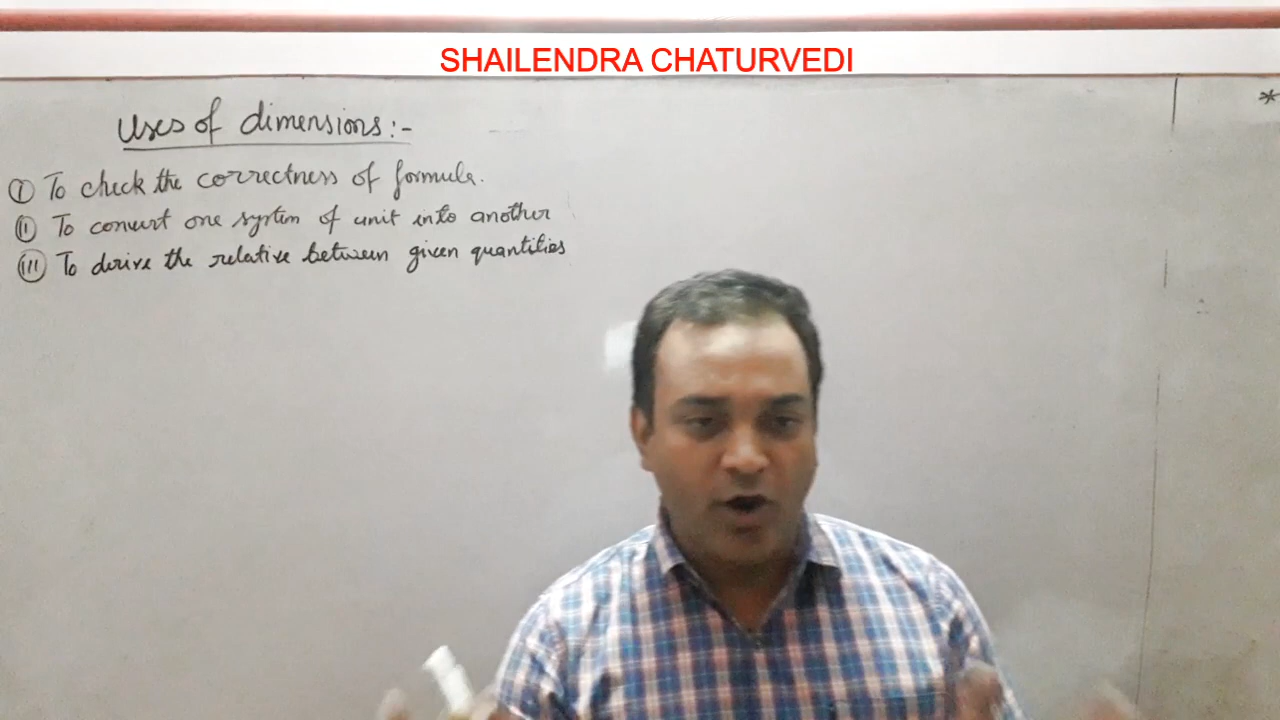 SHAILENDRA CHATURVEDI
*
Uses of dimensions:-
(I) To check the correctness of formula.
(II) To convert one system of unit into another
(III) To derive the relative between given quantities